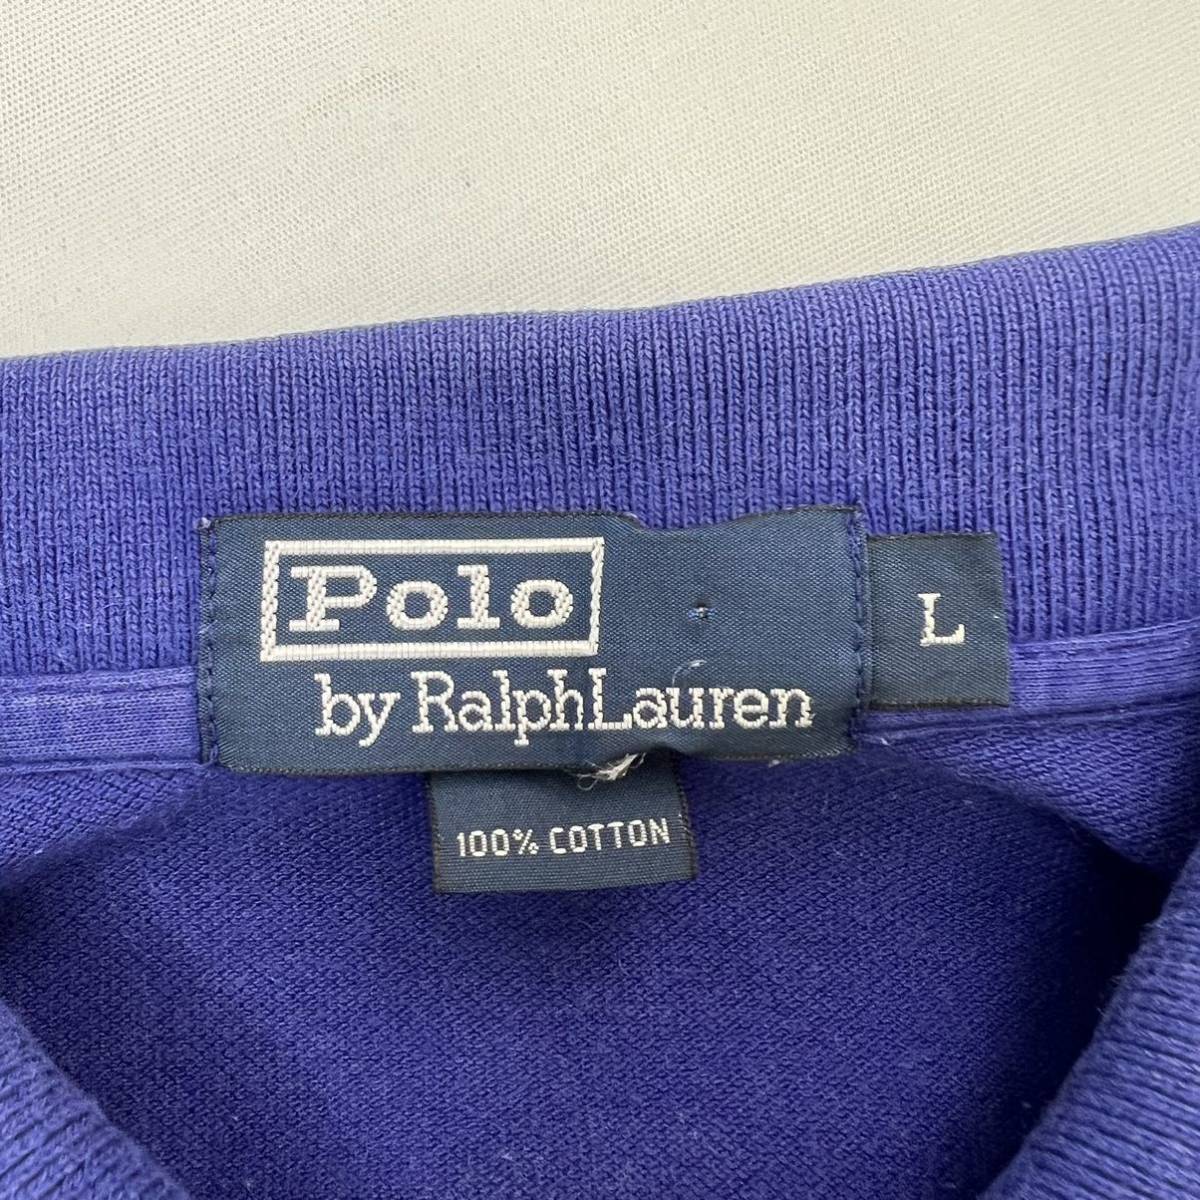 Polo
by Ralph Lauren
L
100% COTTON